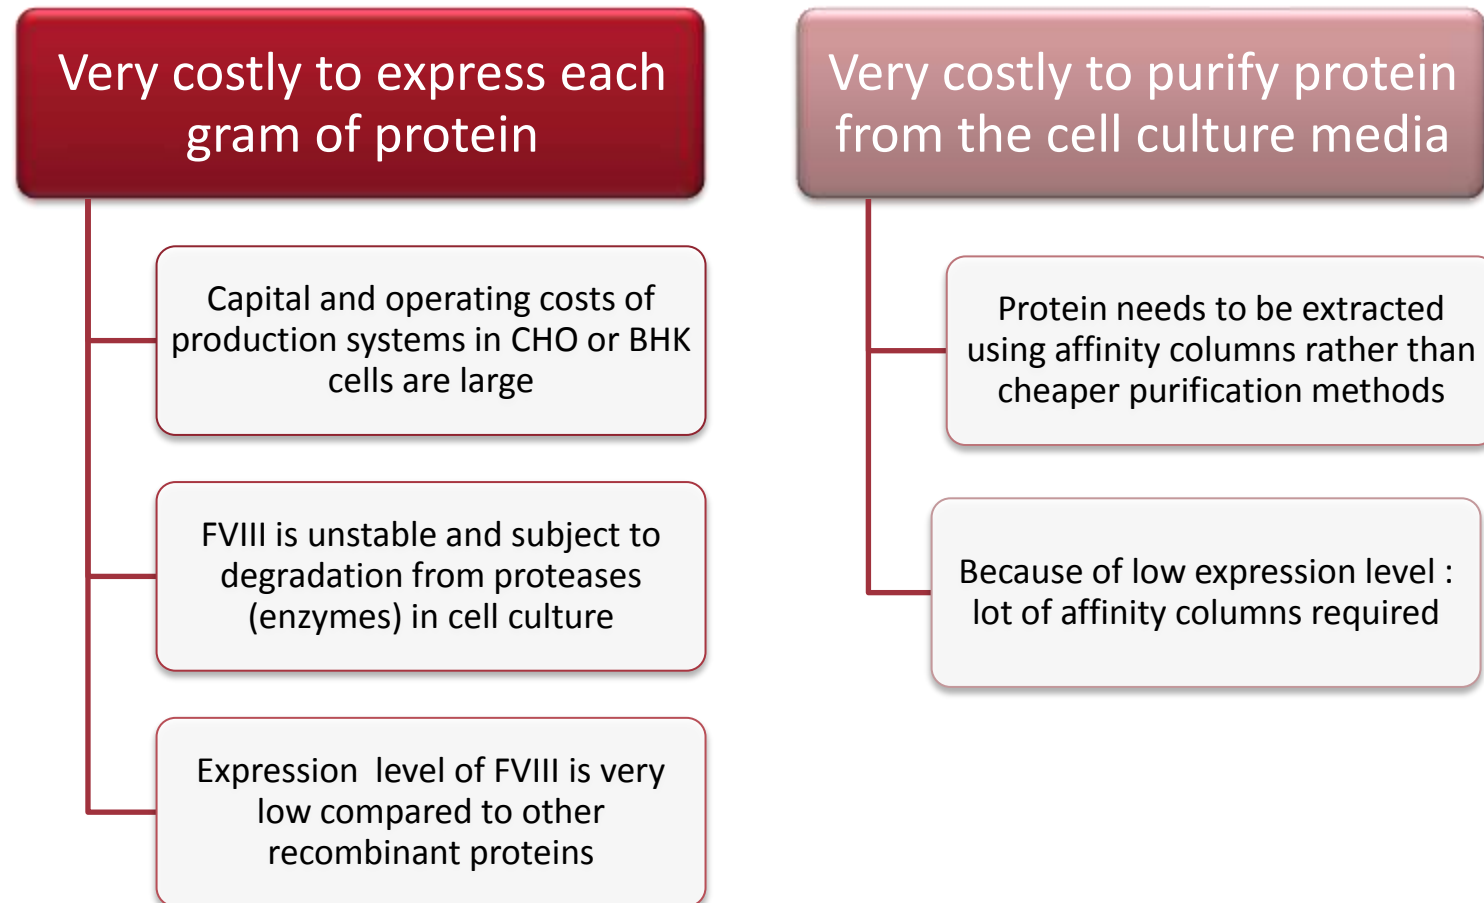 Very costly to express each
gram of protein
Capital and operating costs of
production systems in CHO or BHK
cells are large
FVIII is unstable and subject to
degradation from proteases
(enzymes) in cell culture
Expression level of FVIII is very
low compared to other
recombinant proteins
Very costly to purify protein
from the cell culture media
Protein needs to be extracted
using affinity columns rather than
cheaper purification methods
Because of low expression level :
lot of affinity columns required